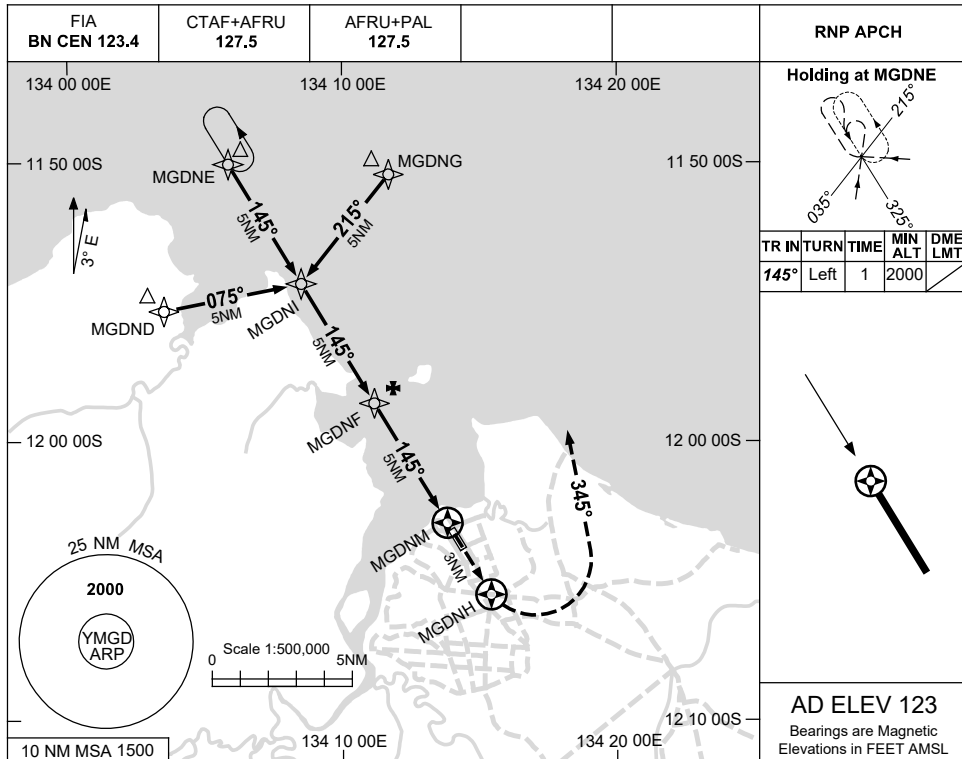 FIA
BN CEN 123.4
CTAF+AFRU
127.5
AFRU+PAL
127.5
RNP APCH
134 00 00E
134 10 00E
134 20 00E
Holding at MGDNE
215°
035°
325°
TR IN TURN TIME MIN ALT DME LMT
145° Left 1 2000
11 50 00S
11 50 00S
MGDNE
MGDNG
145°
5NM
215°
5NM
3° E
075°
5NM
MGDND
MGDNI
145°
5NM
MGDNF
12 00 00S
12 00 00S
145°
5NM
345°
MGDNM
3NM
MGDNH
25 NM MSA
2000
YMGD
ARP
Scale 1:500,000
0 5NM
12 10 00S
10 NM MSA 1500
134 10 00E
134 20 00E
AD ELEV 123
Bearings are Magnetic
Elevations in FEET AMSL